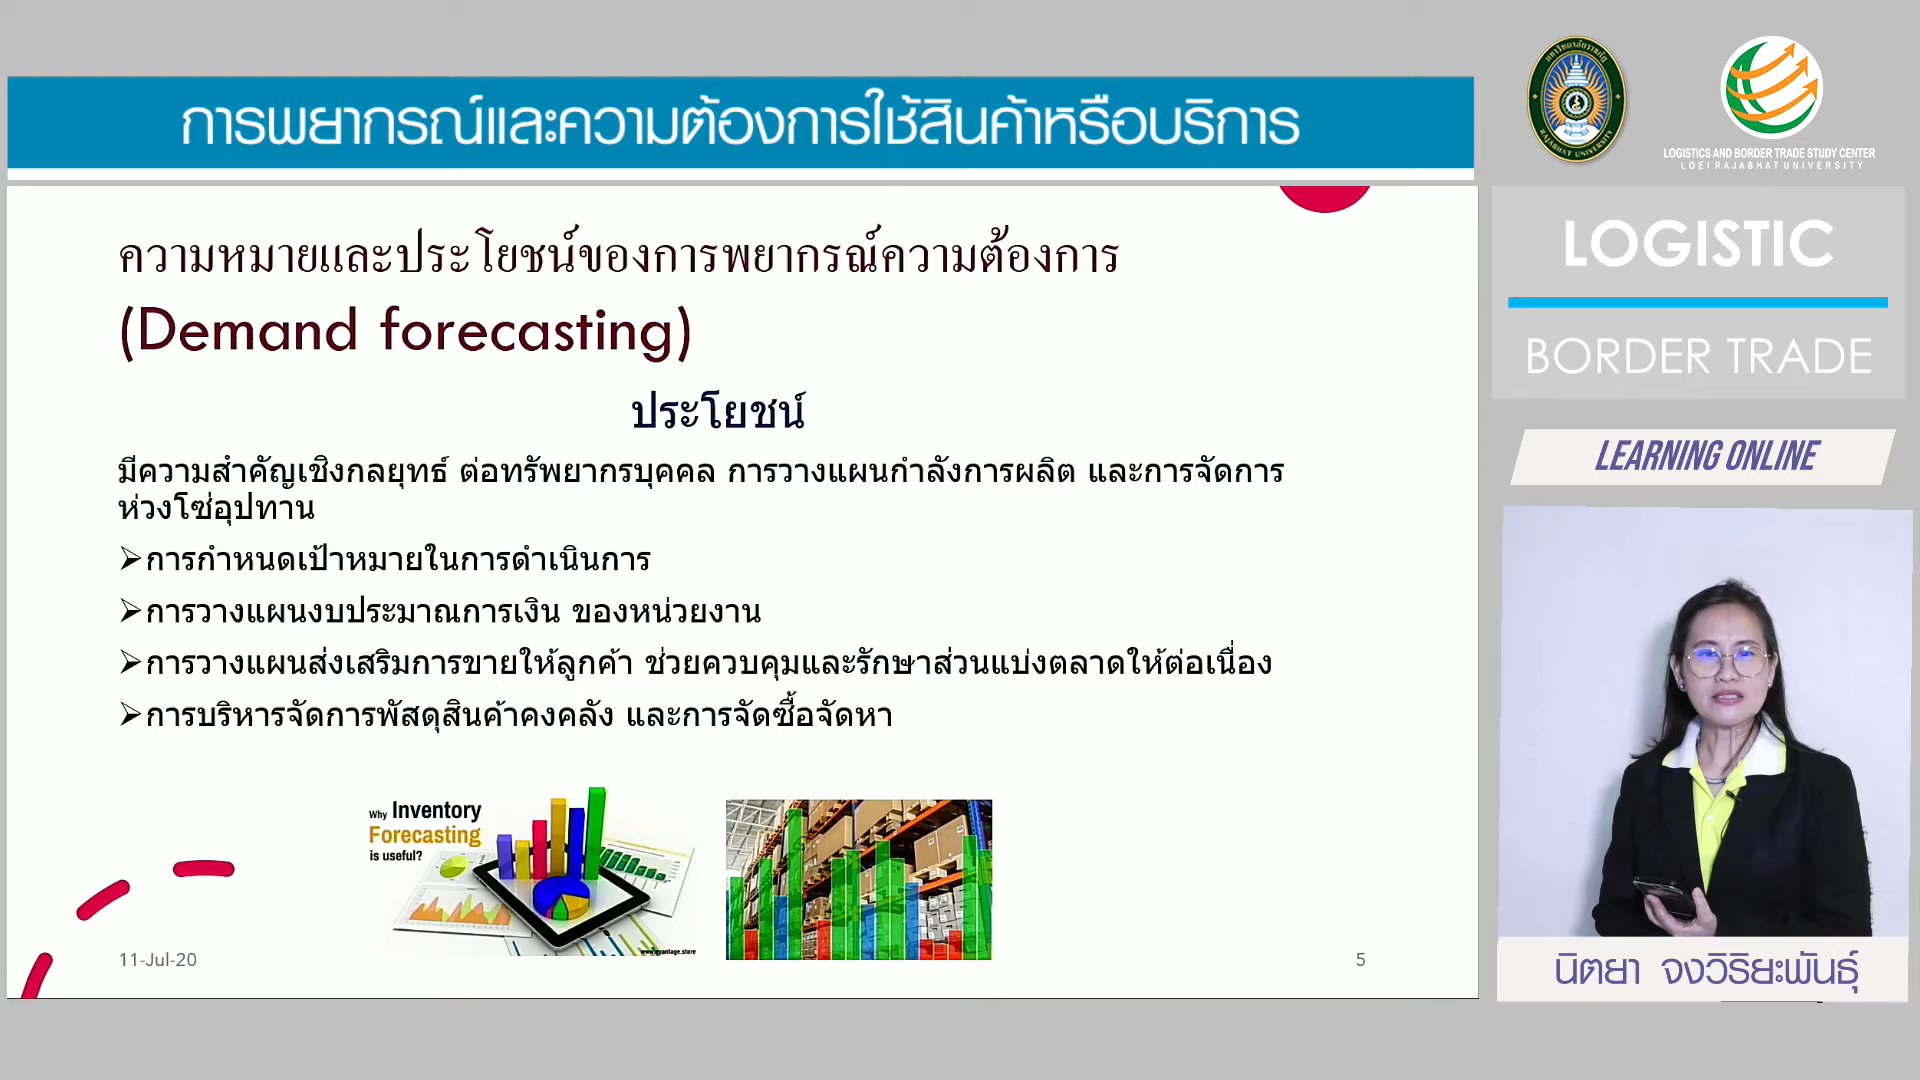 การพยากรณ์และความต้องการใช้สินค้าหรือบริการ
ความหมายและประโยชน์ของการพยากรณ์ความต้องการ
(Demand forecasting)
ประโยชน์
มีความสำคัญเชิงกลยุทธ์ ต่อทรัพยากรบุคคล การวางแผนกำลังการผลิต และการจัดการ
ห่วงโซ่อุปทาน
➢การกำหนดเป้าหมายในการดำเนินการ
➢การวางแผนงบประมาณการเงิน ของหน่วยงาน
➢การวางแผนส่งเสริมการขายให้ลูกค้า ช่วยควบคุมและรักษาส่วนแบ่งตลาดให้ต่อเนื่อง
➢การบริหารจัดการพัสดุสินค้าคงคลัง และการจัดซื้อจัดหา
Why Inventory
Forecasting
is useful?
11-Jul-20
5
RAJABHAT UNIVERSITY
LOGISTICS AND BORDER TRADE STUDY CENTER
LOEI RAJABHAT UNIVERSITY
LOGISTIC
BORDER TRADE
LEARNING ONLINE
นิตยา จงวิริยะพันธุ์